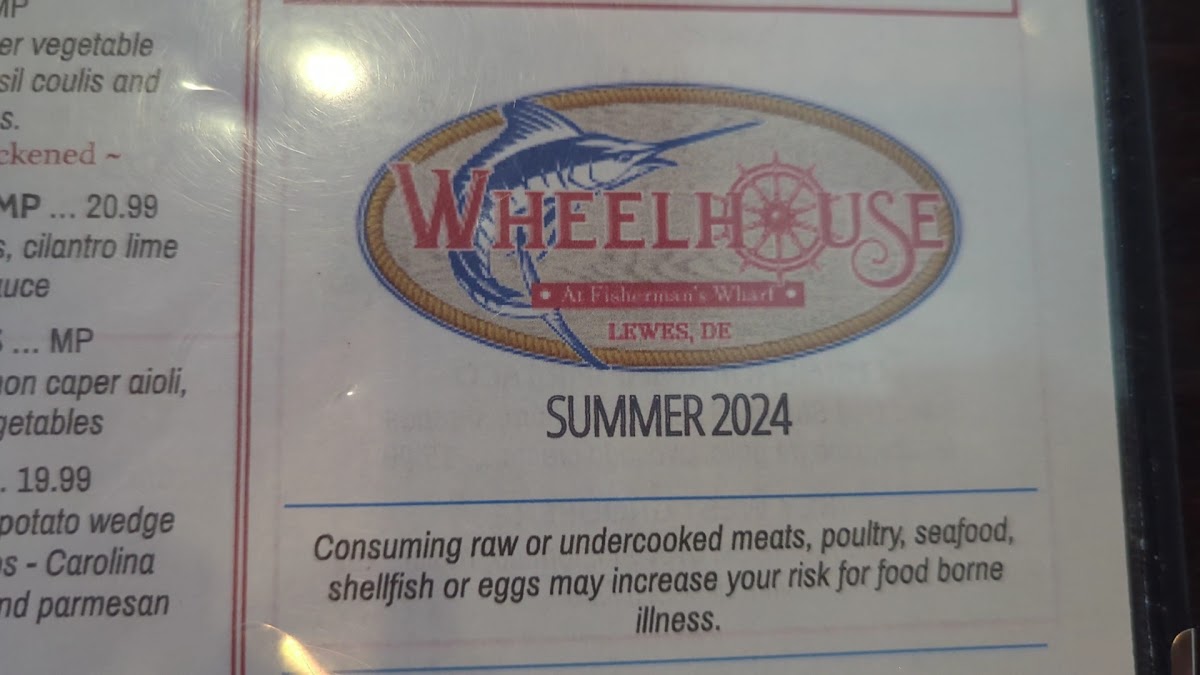 MP
er vegetable
sil coulis and
s.
ckened ~
MP ... 20.99
s, cilantro lime
auce
S ... MP
non caper aioli,
getables
. 19.99
potato wedge
os - Carolina
nd parmesan
WHEELHOUSE
• At Fisherman's Wharf •
LEWES, DE
SUMMER 2024
Consuming raw or undercooked meats, poultry, seafood,
shellfish or eggs may increase your risk for food borne
illness.